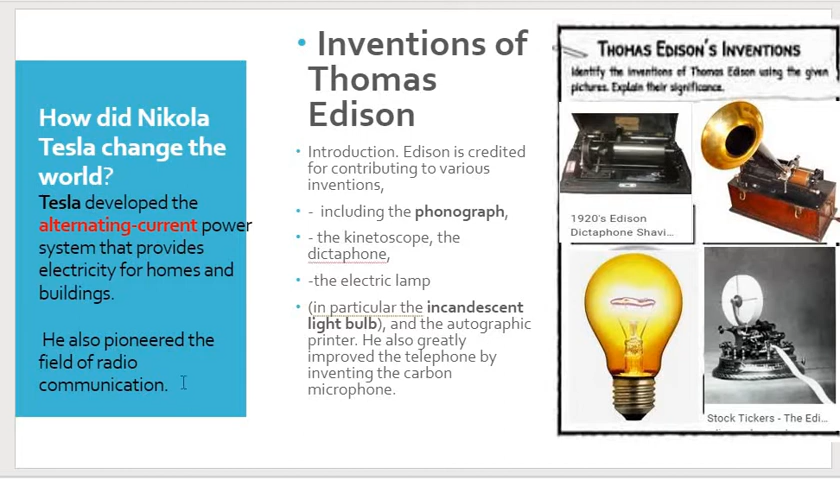 How did Nikola
Tesla change the
world?
Tesla developed the
alternating-current power
system that provides
electricity for homes and
buildings.
He also pioneered the
field of radio
communication.
• Inventions of
Thomas
Edison
• Introduction. Edison is credited
for contributing to various
inventions,
• - including the phonograph,
• - the kinetoscope, the
dictaphone,
• -the electric lamp
• (in particular the incandescent
light bulb), and the autographic
printer. He also greatly
improved the telephone by
inventing the carbon
microphone.
THOMAS EDISON'S INVENTIONS
Identify the inventions of Thomas Edison using the given
pictures. Explain their significance.
1920's Edison
Dictaphone Shavi...
Stock Tickers - The Edi...